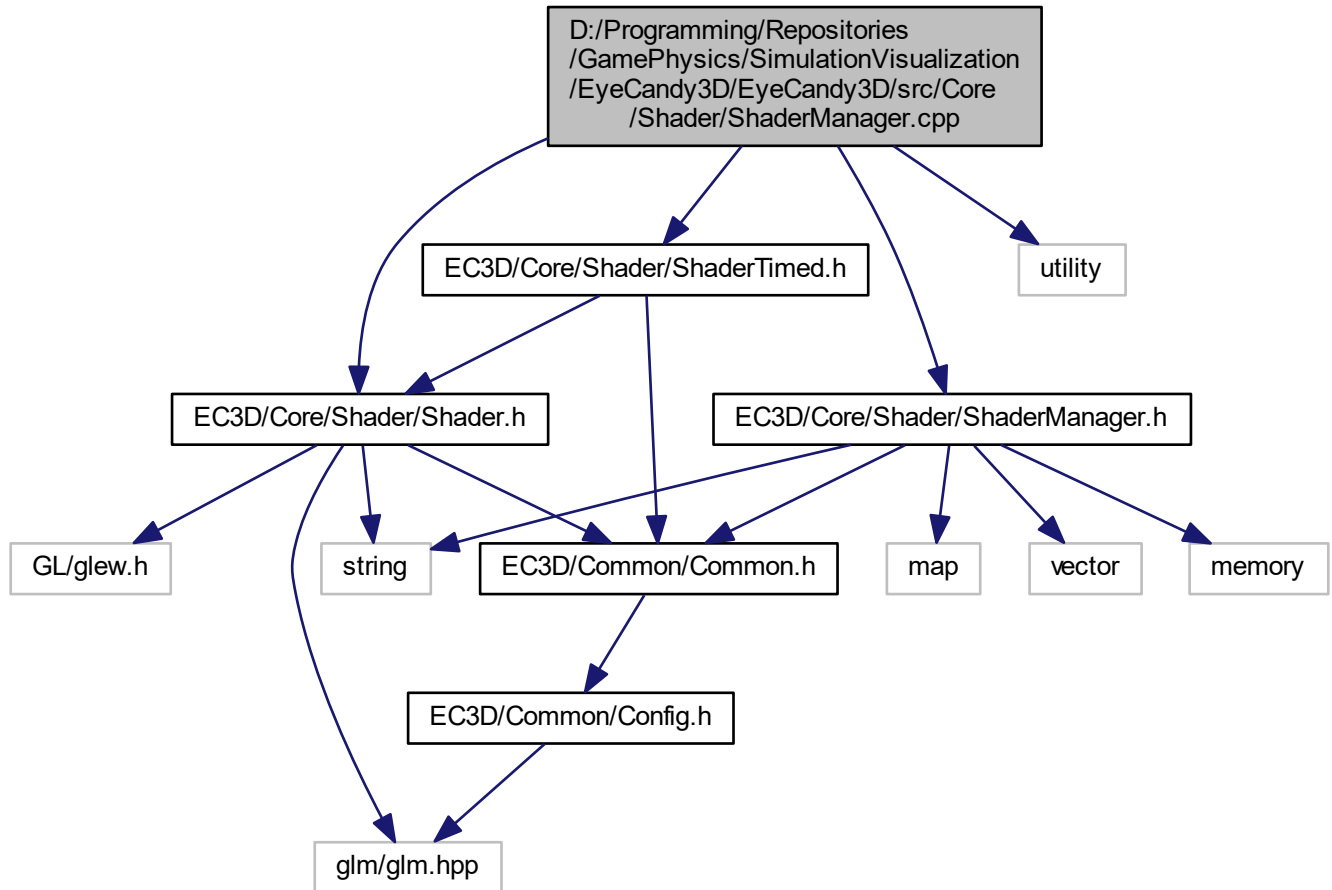 D:/Programming/Repositories
/GamePhysics/SimulationVisualization
/EyeCandy3D/EyeCandy3D/src/Core
/Shader/ShaderManager.cpp
EC3D/Core/Shader/ShaderTimed.h
utility
EC3D/Core/Shader/Shader.h
EC3D/Core/Shader/ShaderManager.h
GL/glew.h
string
EC3D/Common/Common.h
map
vector
memory
EC3D/Common/Config.h
glm/glm.hpp